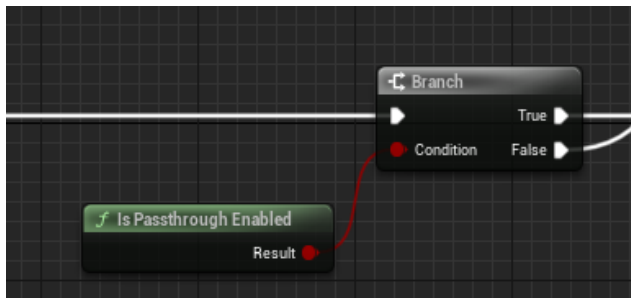 Branch
True
Condition
False
f Is Passthrough Enabled
Result